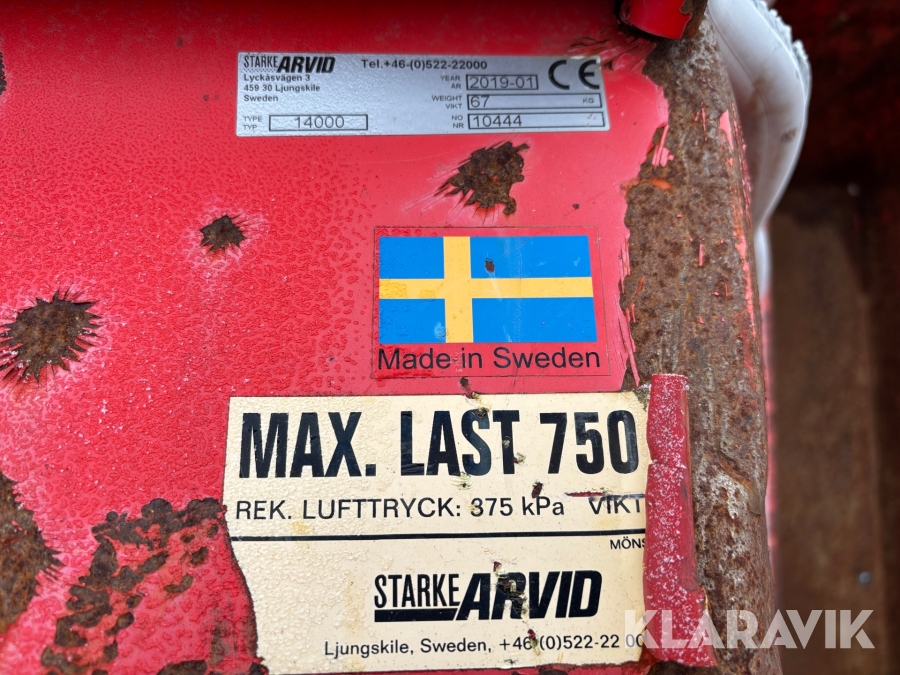 STARKE ARVID
Tel.+46-(0)522-22000
Lyckåsvägen 3
459 30 Ljungskile
Sweden
YEAR
ÅR 2019-01
CE
WEIGHT
VIKT 67 KG
TYPE
TYP 14000
NO
NR 10444
Made in Sweden
MAX. LAST 750
REK. LUFTTRYCK: 375 kPa VIKT
MÖNS
STARKE ARVID
Ljungskile, Sweden, +46 (0)522-22 00
KLARAVIK